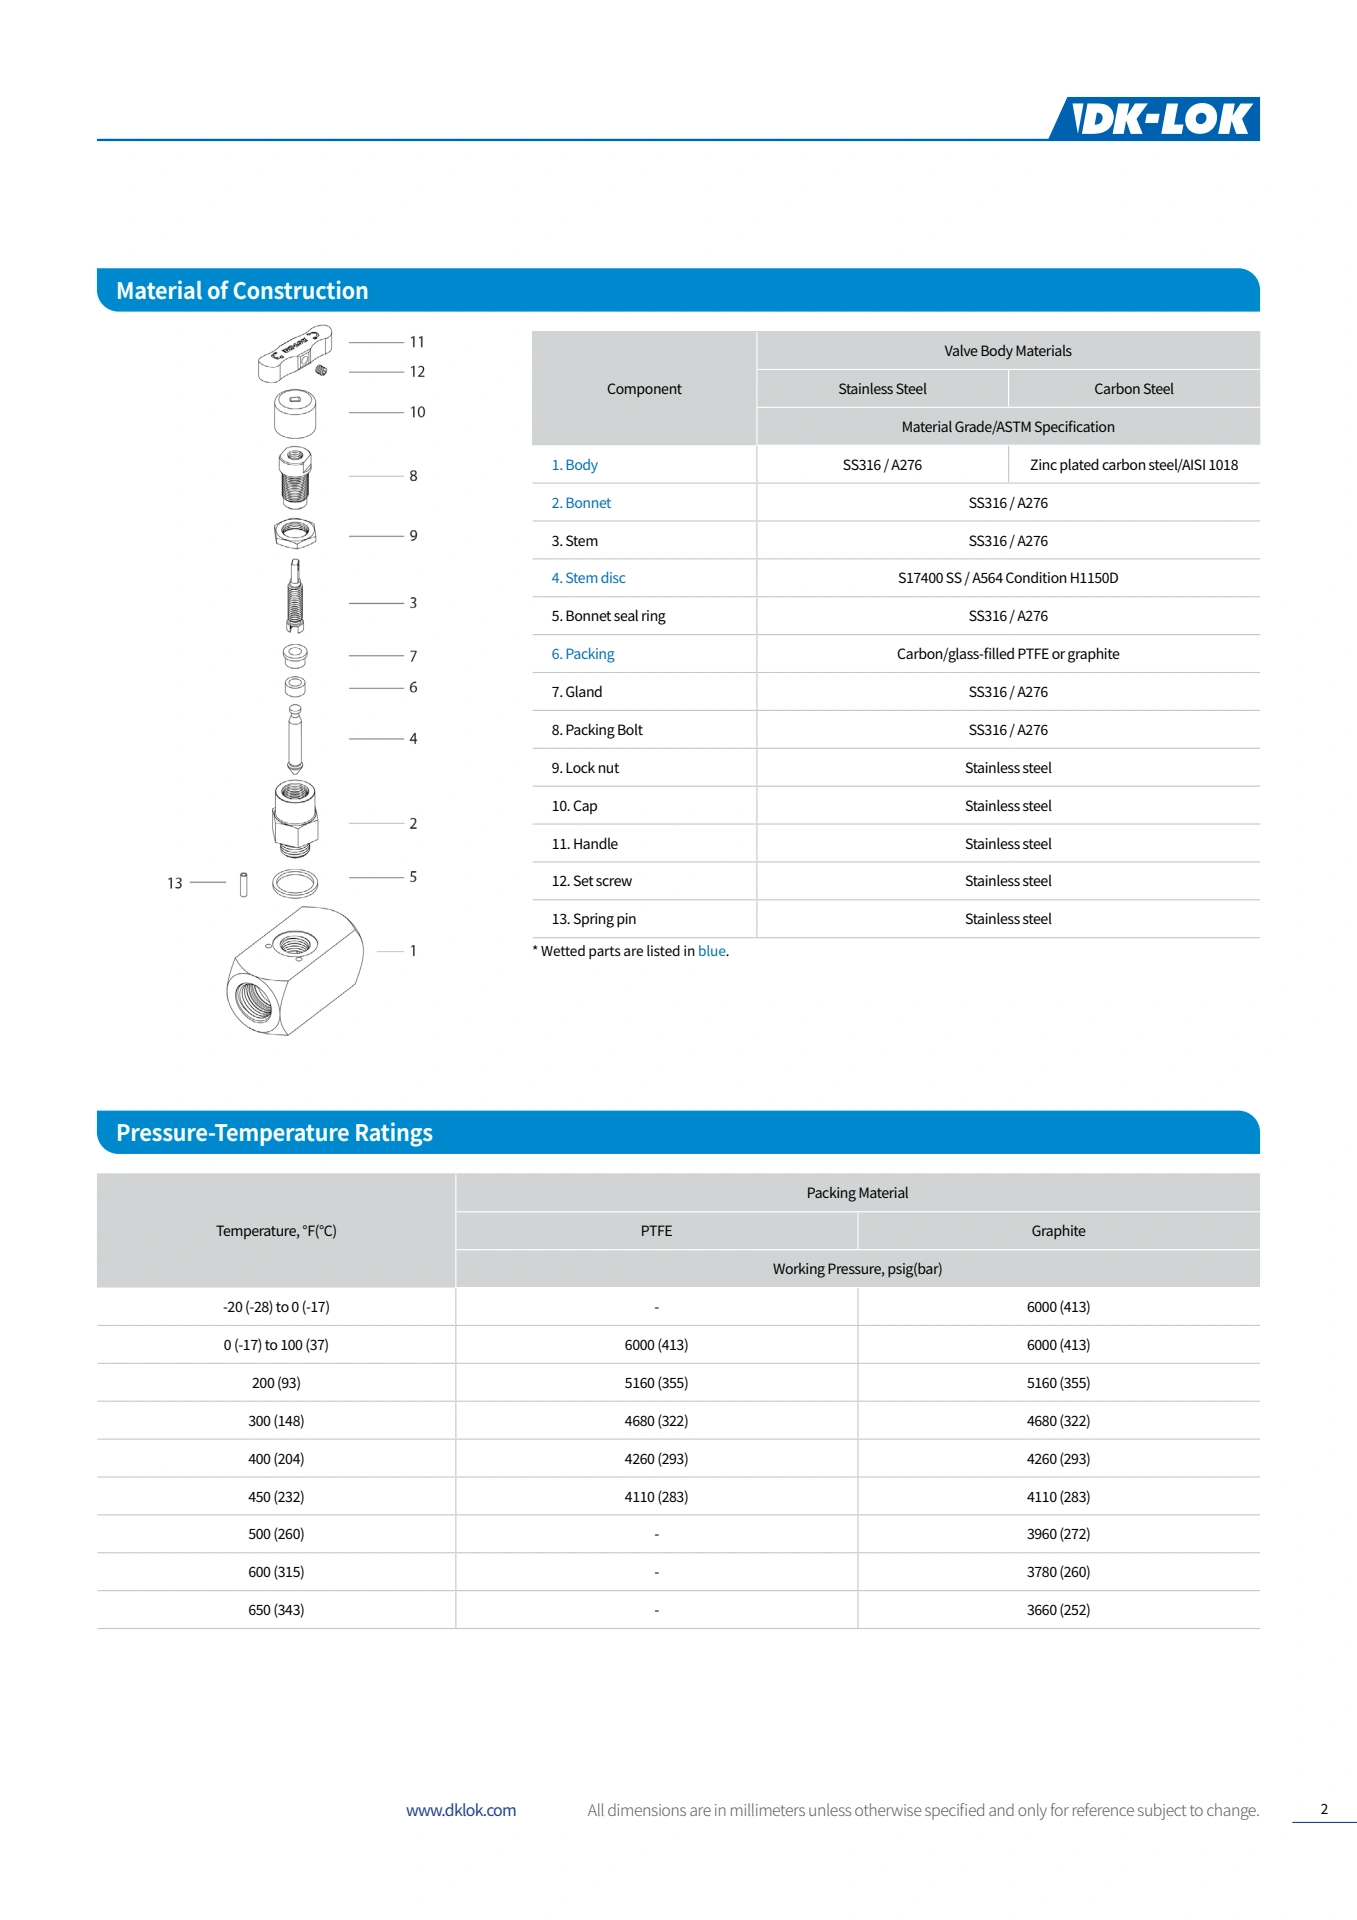 DK-LOK
Material of Construction
11
12
10
8
9
3
7
6
4
2
5
13
1
DK-LOK
Component
Valve Body Materials
Stainless Steel Carbon Steel
Material Grade/ASTM Specification
1. Body SS316 / A276 Zinc plated carbon steel/AISI 1018
2. Bonnet SS316 / A276
3. Stem SS316 / A276
4. Stem disc S17400 SS / A564 Condition H1150D
5. Bonnet seal ring SS316 / A276
6. Packing Carbon/glass-filled PTFE or graphite
7. Gland SS316 / A276
8. Packing Bolt SS316 / A276
9. Lock nut Stainless steel
10. Cap Stainless steel
11. Handle Stainless steel
12. Set screw Stainless steel
13. Spring pin Stainless steel
* Wetted parts are listed in blue.
Pressure-Temperature Ratings
Temperature, °F(°C)
Packing Material
PTFE Graphite
Working Pressure, psig(bar)
-20 (-28) to 0 (-17) - 6000 (413)
0 (-17) to 100 (37) 6000 (413) 6000 (413)
200 (93) 5160 (355) 5160 (355)
300 (148) 4680 (322) 4680 (322)
400 (204) 4260 (293) 4260 (293)
450 (232) 4110 (283) 4110 (283)
500 (260) - 3960 (272)
600 (315) - 3780 (260)
650 (343) - 3660 (252)
www.dklok.com All dimensions are in millimeters unless otherwise specified and only for reference subject to change. 2